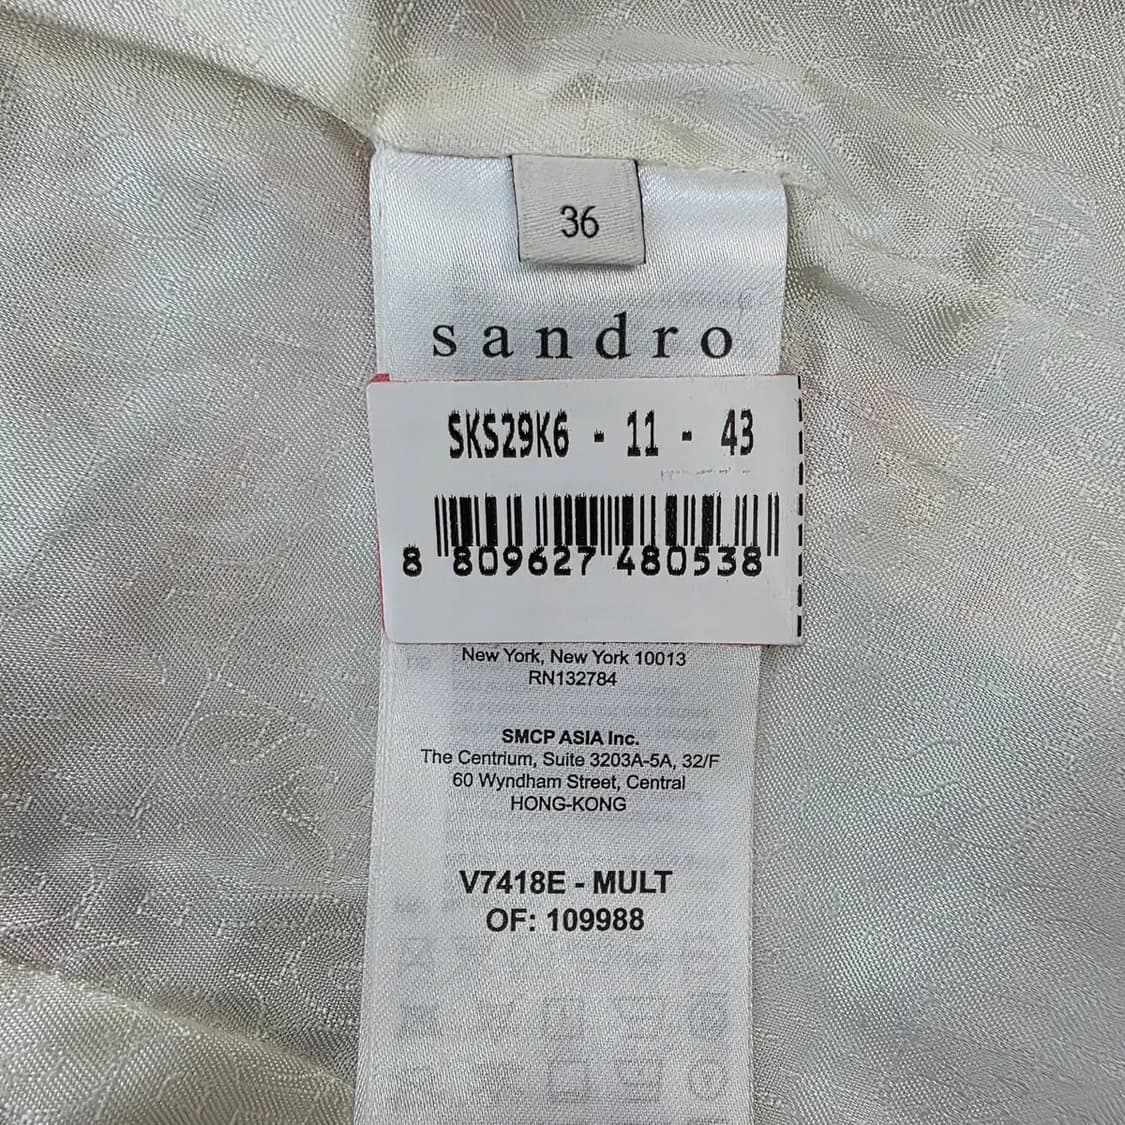 36
sandro
SKS29K6 - 11 - 43
8 809627 480538
New York, New York 10013
RN132784
SMCP ASIA Inc.
The Centrium, Suite 3203A-5A, 32/F
60 Wyndham Street, Central
HONG-KONG
V7418E - MULT
OF: 109988